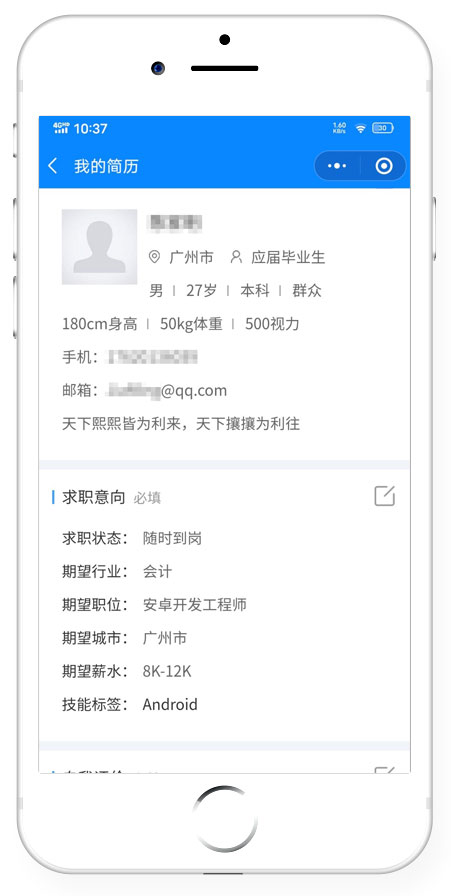 4GHD 10:37 1.60 KB/s 30
我的简历
广州市 应届毕业生
男 27岁 本科 群众
180cm身高 50kg体重 500视力
手机：
邮箱： @qq.com
天下熙熙皆为利来，天下攘攘为利往
求职意向 必填
求职状态： 随时到岗
期望行业： 会计
期望职位： 安卓开发工程师
期望城市： 广州市
期望薪水： 8K-12K
技能标签： Android